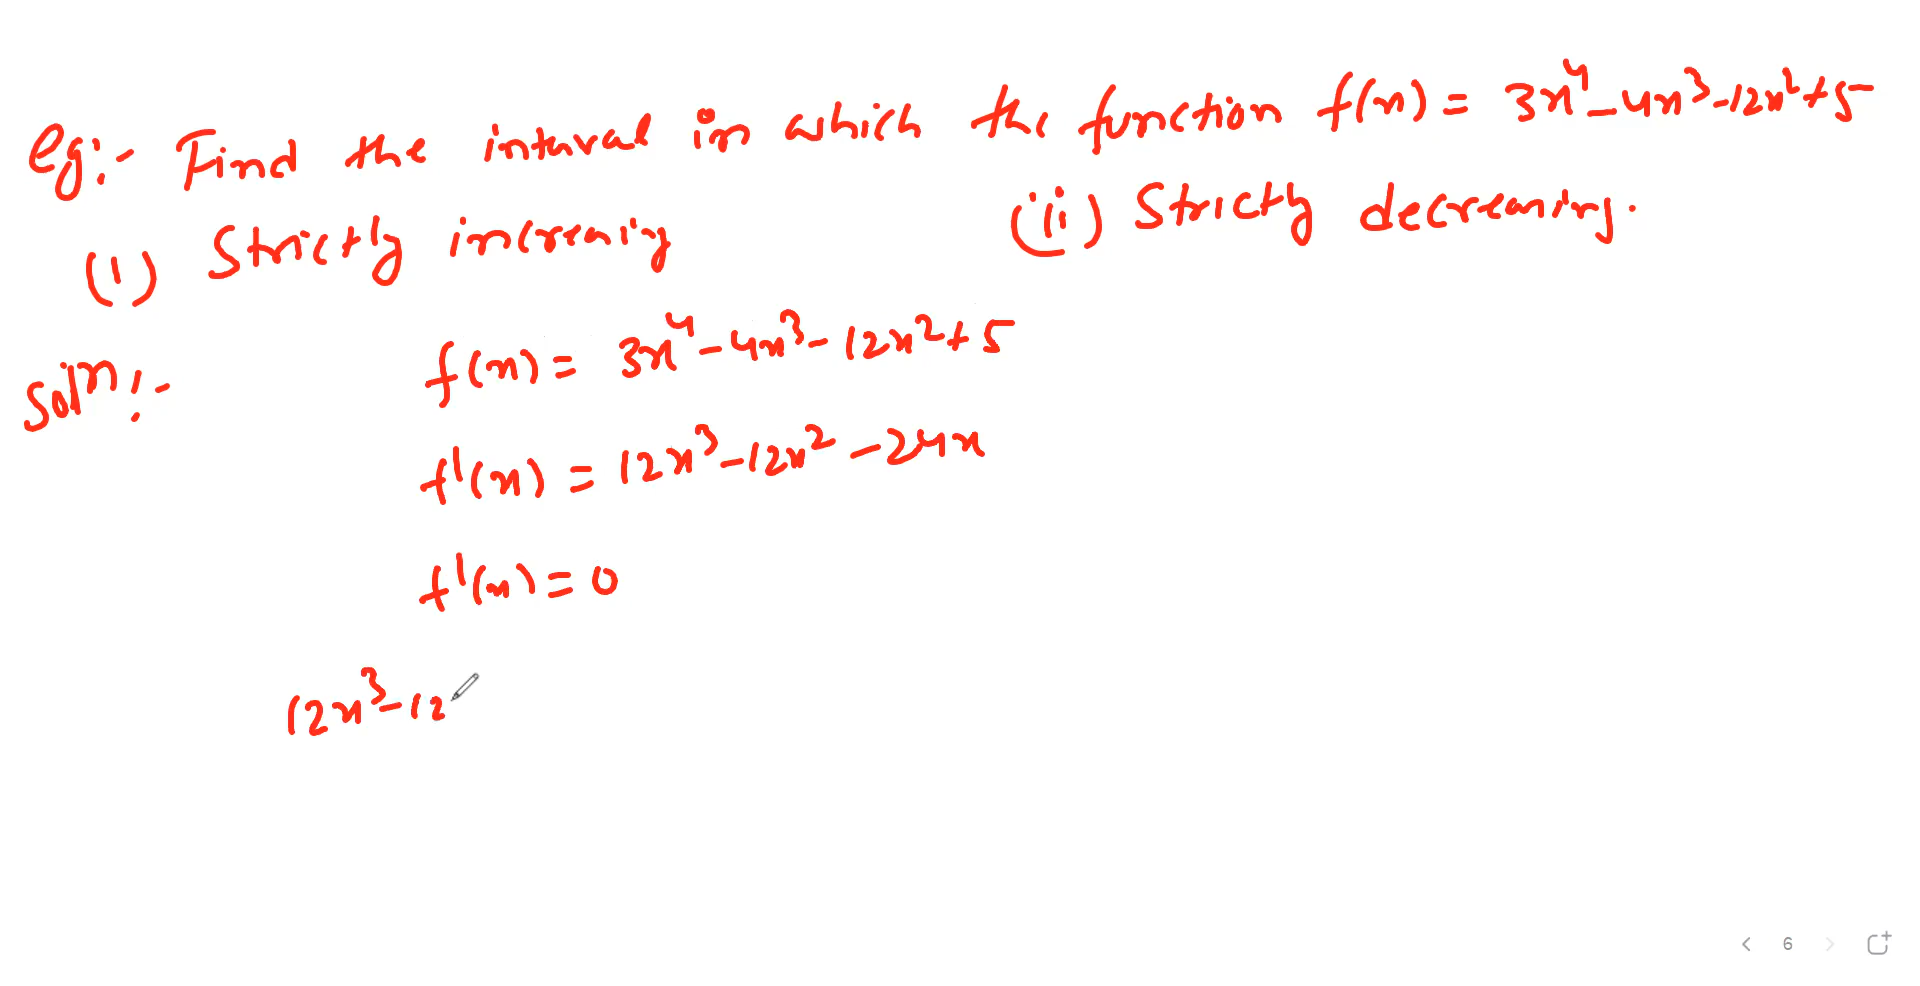 eg:- Find the interval in which the function f(x) = 3x⁴-4x³-12x²+5
(i) Strictly increasing (ii) Strictly decreasing.
Solⁿ:- f(x) = 3x⁴-4x³-12x²+5
f'(x) = 12x³-12x²-24x
f'(x) = 0
12x³-12
6